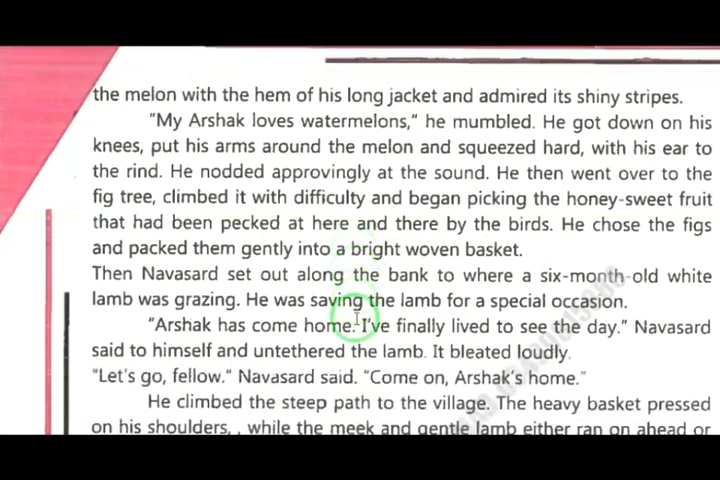 the melon with the hem of his long jacket and admired its shiny stripes.
"My Arshak loves watermelons," he mumbled. He got down on his
knees, put his arms around the melon and squeezed hard, with his ear to
the rind. He nodded approvingly at the sound. He then went over to the
fig tree, climbed it with difficulty and began picking the honey-sweet fruit
that had been pecked at here and there by the birds. He chose the figs
and packed them gently into a bright woven basket.
Then Navasard set out along the bank to where a six-month-old white
lamb was grazing. He was saving the lamb for a special occasion.
"Arshak has come home. I've finally lived to see the day." Navasard
said to himself and untethered the lamb. It bleated loudly.
"Let's go, fellow." Navasard said. "Come on, Arshak's home."
He climbed the steep path to the village. The heavy basket pressed
on his shoulders, , while the meek and gentle lamb either ran on ahead or